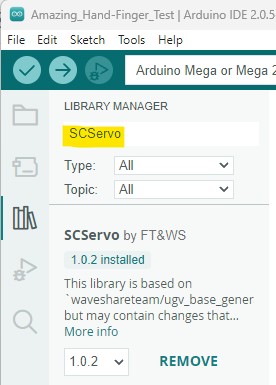 Amazing_Hand-Finger_Test | Arduino IDE 2.0.5
File Edit Sketch Tools Help
Arduino Mega or Mega 2
LIBRARY MANAGER
SCServo
Type: All
Topic: All
SCServo by FT&WS
1.0.2 installed
This library is based on
`waveshareteam/ugv_base_gener
but may contain changes that...
More info
1.0.2 REMOVE